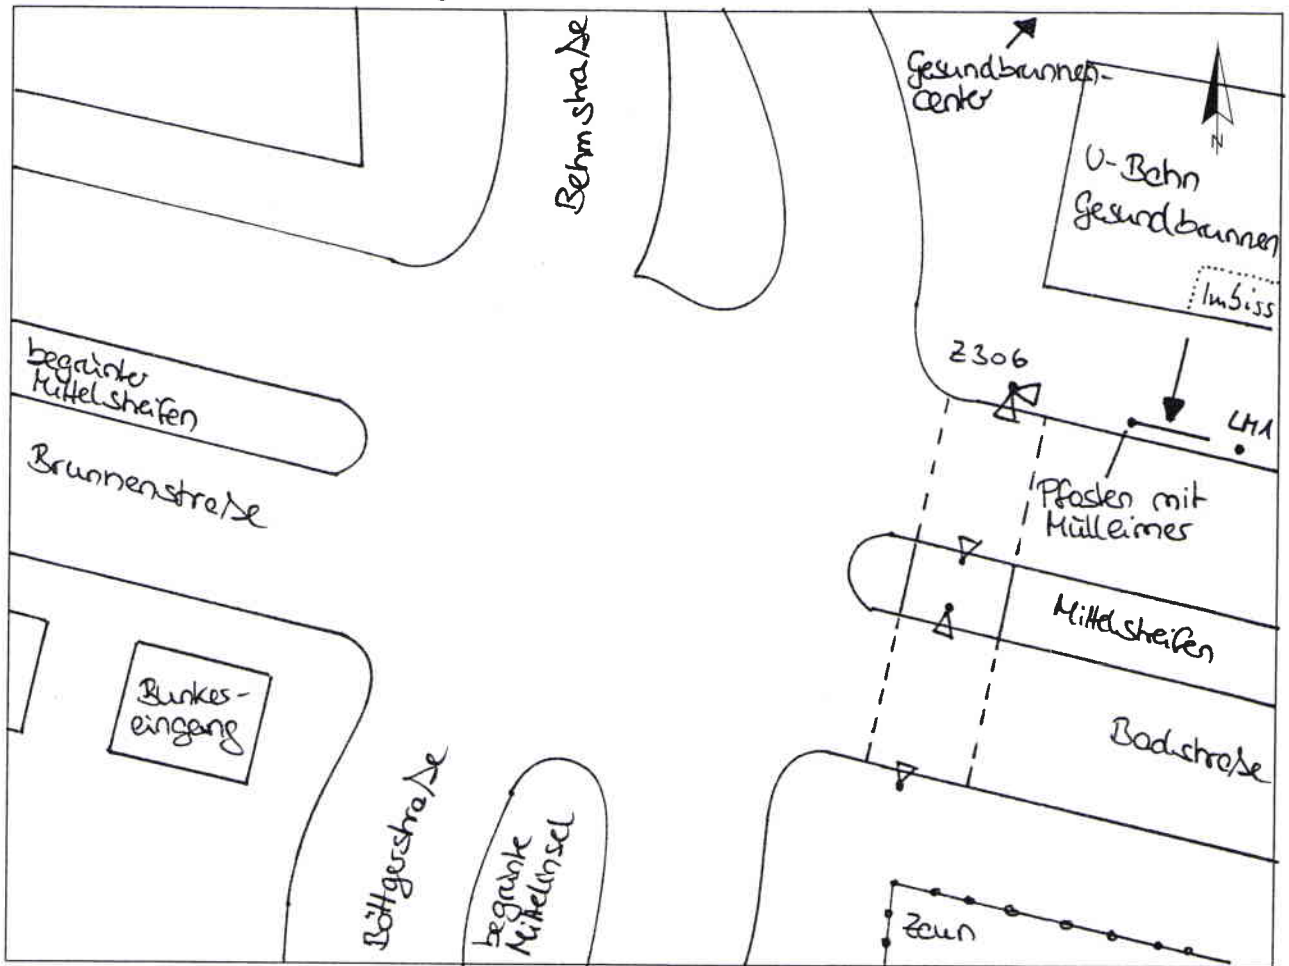 Behmstraße
Gesundbrunnen-
center
N
U-Bahn
Gesundbrunnen
Imbiss
Z306
LM1
begrünter
Mittelstreifen
Brunnenstraße
Pfosten mit
Mülleimer
Mittelstreifen
Badstraße
Bunker-
eingang
Böttgerstraße
begrünte
Mittelinsel
Zaun